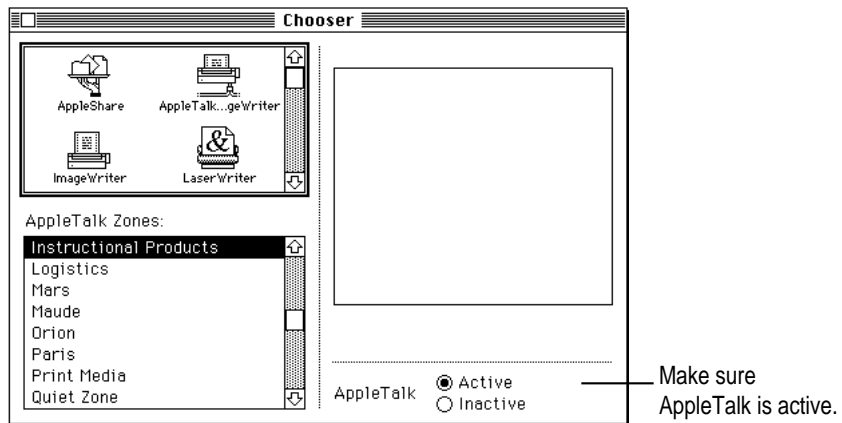 Chooser
AppleShare
AppleTalk...geWriter
ImageWriter
LaserWriter
AppleTalk Zones:
Instructional Products
Logistics
Mars
Maude
Orion
Paris
Print Media
Quiet Zone
AppleTalk
Active
Inactive
Make sure
AppleTalk is active.